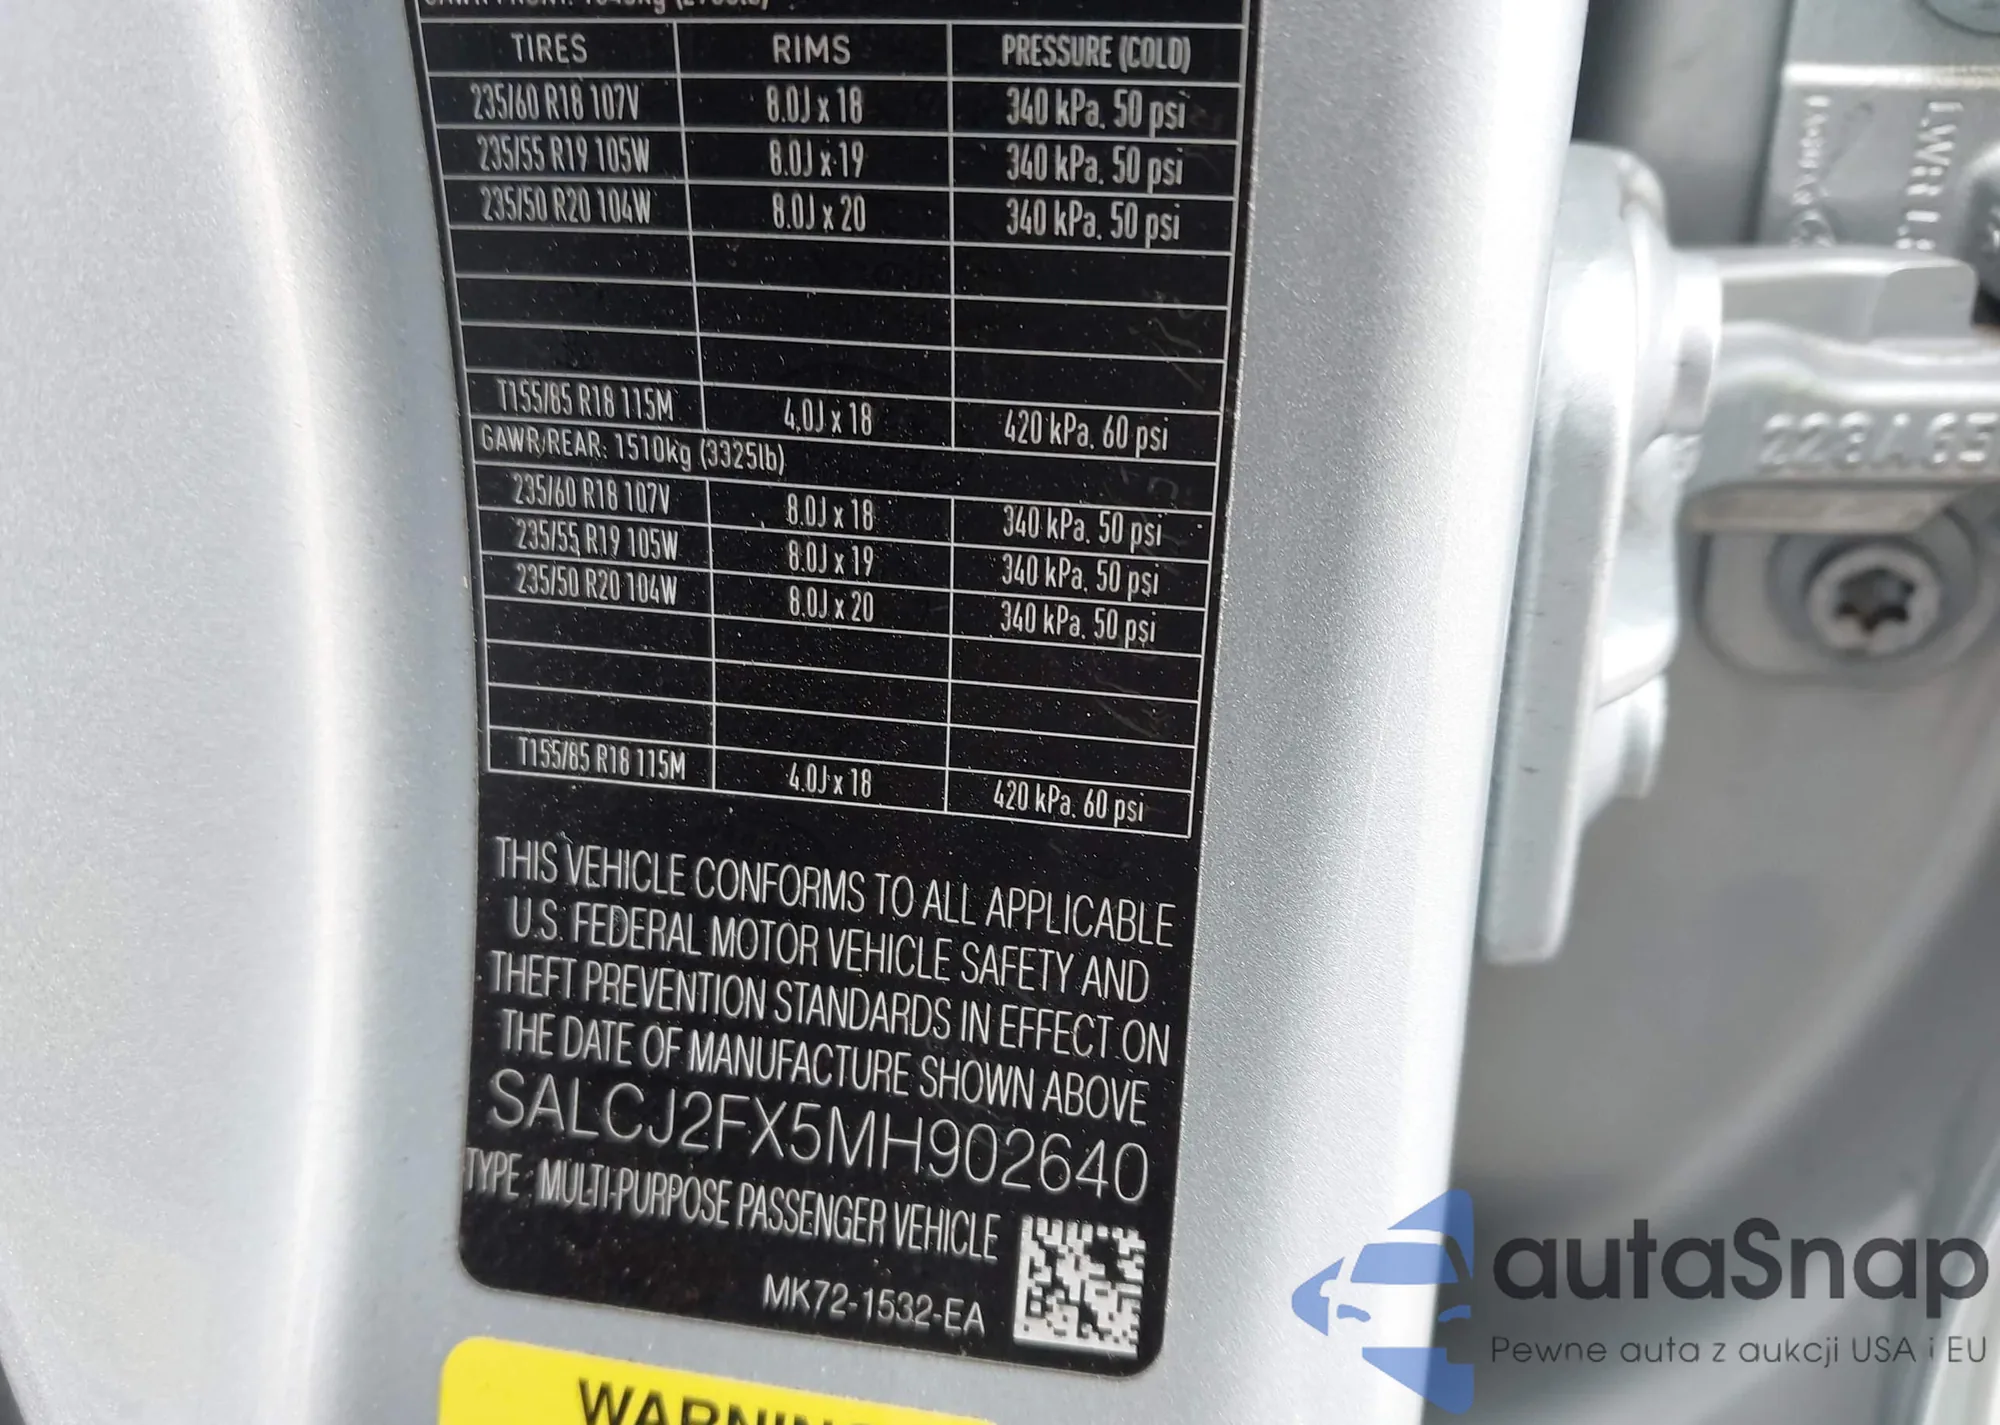 TIRES RIMS PRESSURE (COLD)
235/60 R18 107V 8.0J x 18 340 kPa. 50 psi
235/55 R19 105W 8.0J x 19 340 kPa. 50 psi
235/50 R20 104W 8.0J x 20 340 kPa. 50 psi
T155/85 R18 115M 4.0J x 18 420 kPa. 60 psi
GAWR/REAR: 1510kg (3325lb)
235/60 R18 107V 8.0J x 18 340 kPa. 50 psi
235/55 R19 105W 8.0J x 19 340 kPa. 50 psi
235/50 R20 104W 8.0J x 20 340 kPa. 50 psi
T155/85 R18 115M 4.0J x 18 420 kPa. 60 psi
THIS VEHICLE CONFORMS TO ALL APPLICABLE
U.S. FEDERAL MOTOR VEHICLE SAFETY AND
THEFT PREVENTION STANDARDS IN EFFECT ON
THE DATE OF MANUFACTURE SHOWN ABOVE
SALCJ2FX5MH902640
TYPE : MULTI-PURPOSE PASSENGER VEHICLE
MK72-1532-EA
WARNING
autaSnap
Pewne auta z aukcji USA i EU